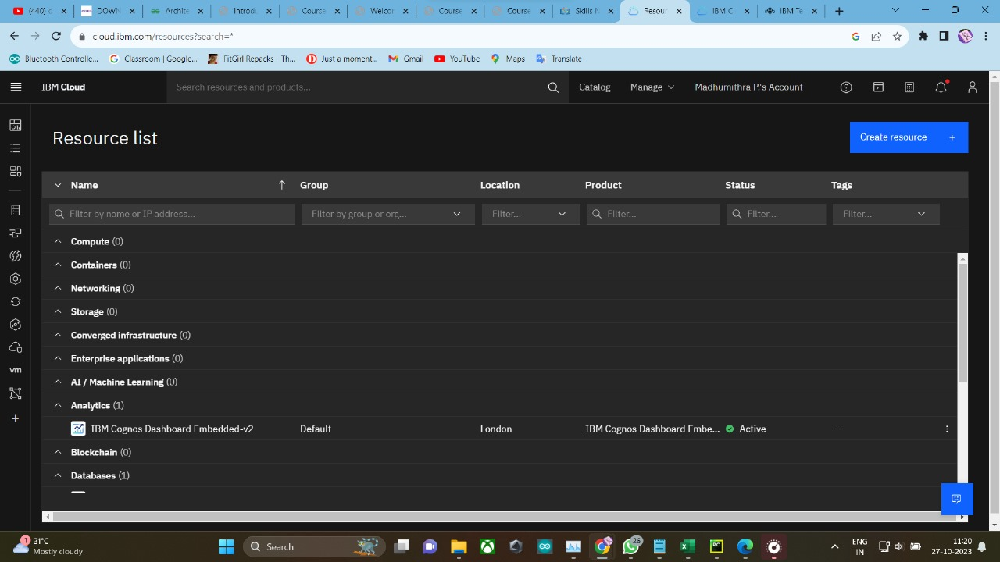 (440) d
DOWN
Archite
Introdu
Course
Welcon
Course
Course
Skills N
Resour
IBM Cl
IBM Te
cloud.ibm.com/resources?search=*
Bluetooth Controlle...
Classroom | Google...
FitGirl Repacks - Th...
Just a moment...
Gmail
YouTube
Maps
Translate
IBM Cloud
Search resources and products...
Catalog
Manage
Madhumithra P.'s Account
Resource list
Create resource +
Name
Group
Location
Product
Status
Tags
Filter by name or IP address...
Filter by group or org...
Filter...
Filter...
Filter...
Filter...
Compute (0)
Containers (0)
Networking (0)
Storage (0)
Converged infrastructure (0)
Enterprise applications (0)
AI / Machine Learning (0)
Analytics (1)
IBM Cognos Dashboard Embedded-v2
Default
London
IBM Cognos Dashboard Embe...
Active
—
Blockchain (0)
Databases (1)
vm
1
31°C
Mostly cloudy
Search
26
ENG
IN
11:20
27-10-2023